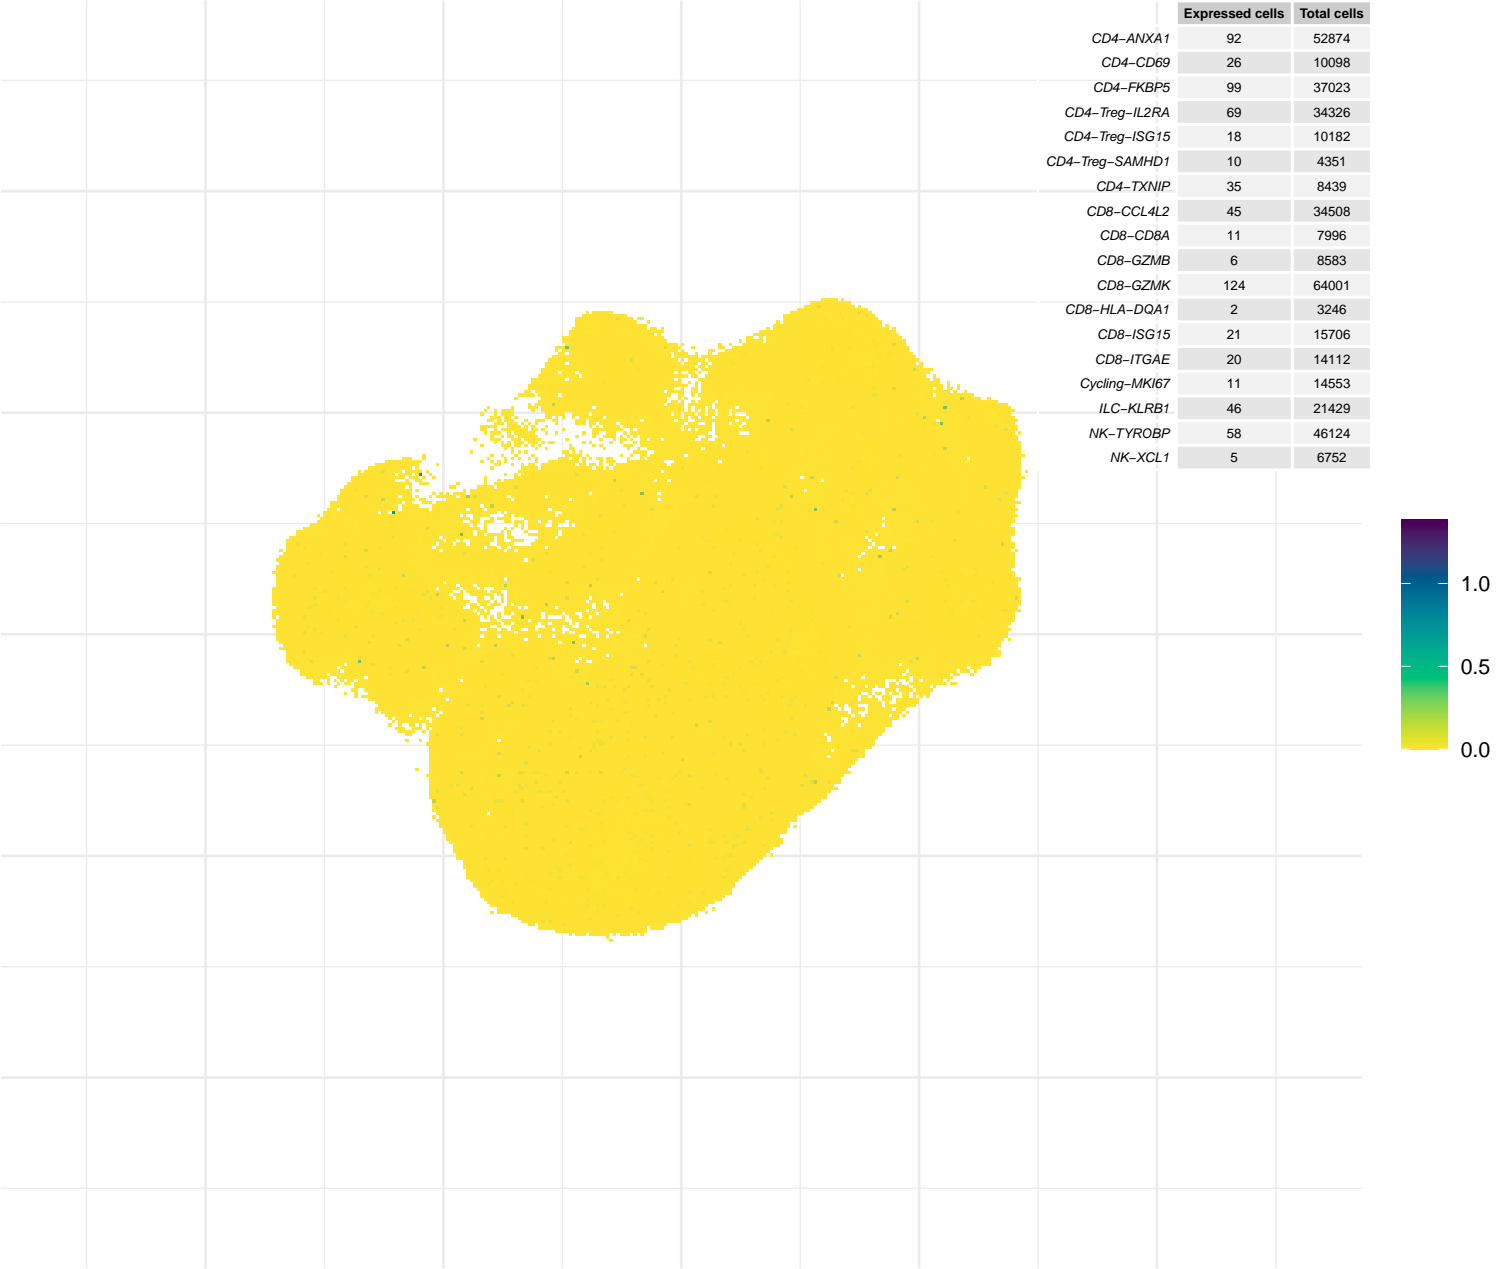 Expressed cells Total cells
CD4−ANXA1 92 52874
CD4−CD69 26 10098
CD4−FKBP5 99 37023
CD4−Treg−IL2RA 69 34326
CD4−Treg−ISG15 18 10182
CD4−Treg−SAMHD1 10 4351
CD4−TXNIP 35 8439
CD8−CCL4L2 45 34508
CD8−CD8A 11 7996
CD8−GZMB 6 8583
CD8−GZMK 124 64001
CD8−HLA−DQA1 2 3246
CD8−ISG15 21 15706
CD8−ITGAE 20 14112
Cycling−MKI67 11 14553
ILC−KLRB1 46 21429
NK−TYROBP 58 46124
NK−XCL1 5 6752
1.0
0.5
0.0